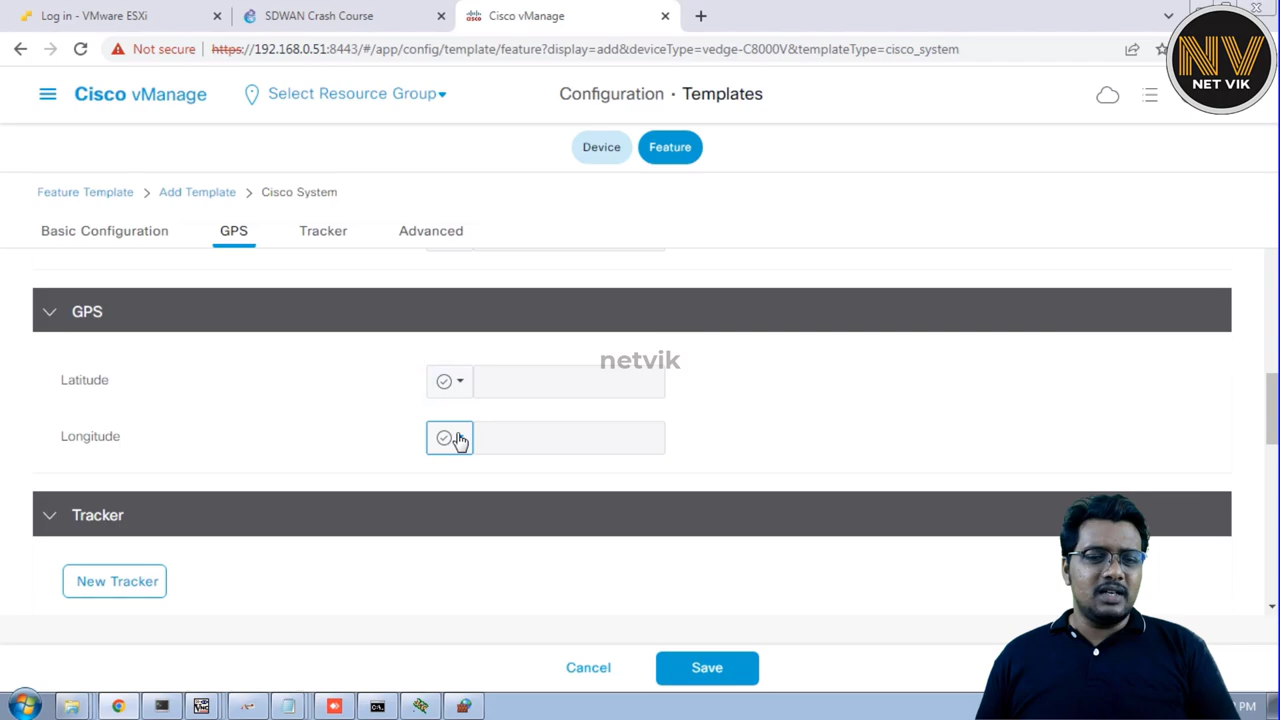 Log in - VMware ESXi
SDWAN Crash Course
Cisco vManage
Not secure
https://192.168.0.51:8443/#/app/config/template/feature?display=add&deviceType=vedge-C8000V&templateType=cisco_system
NV
NET VIK
Cisco vManage
Select Resource Group
Configuration · Templates
Device
Feature
Feature Template > Add Template > Cisco System
Basic Configuration
GPS
Tracker
Advanced
GPS
netvik
Latitude
Longitude
Tracker
New Tracker
Cancel
Save
PM